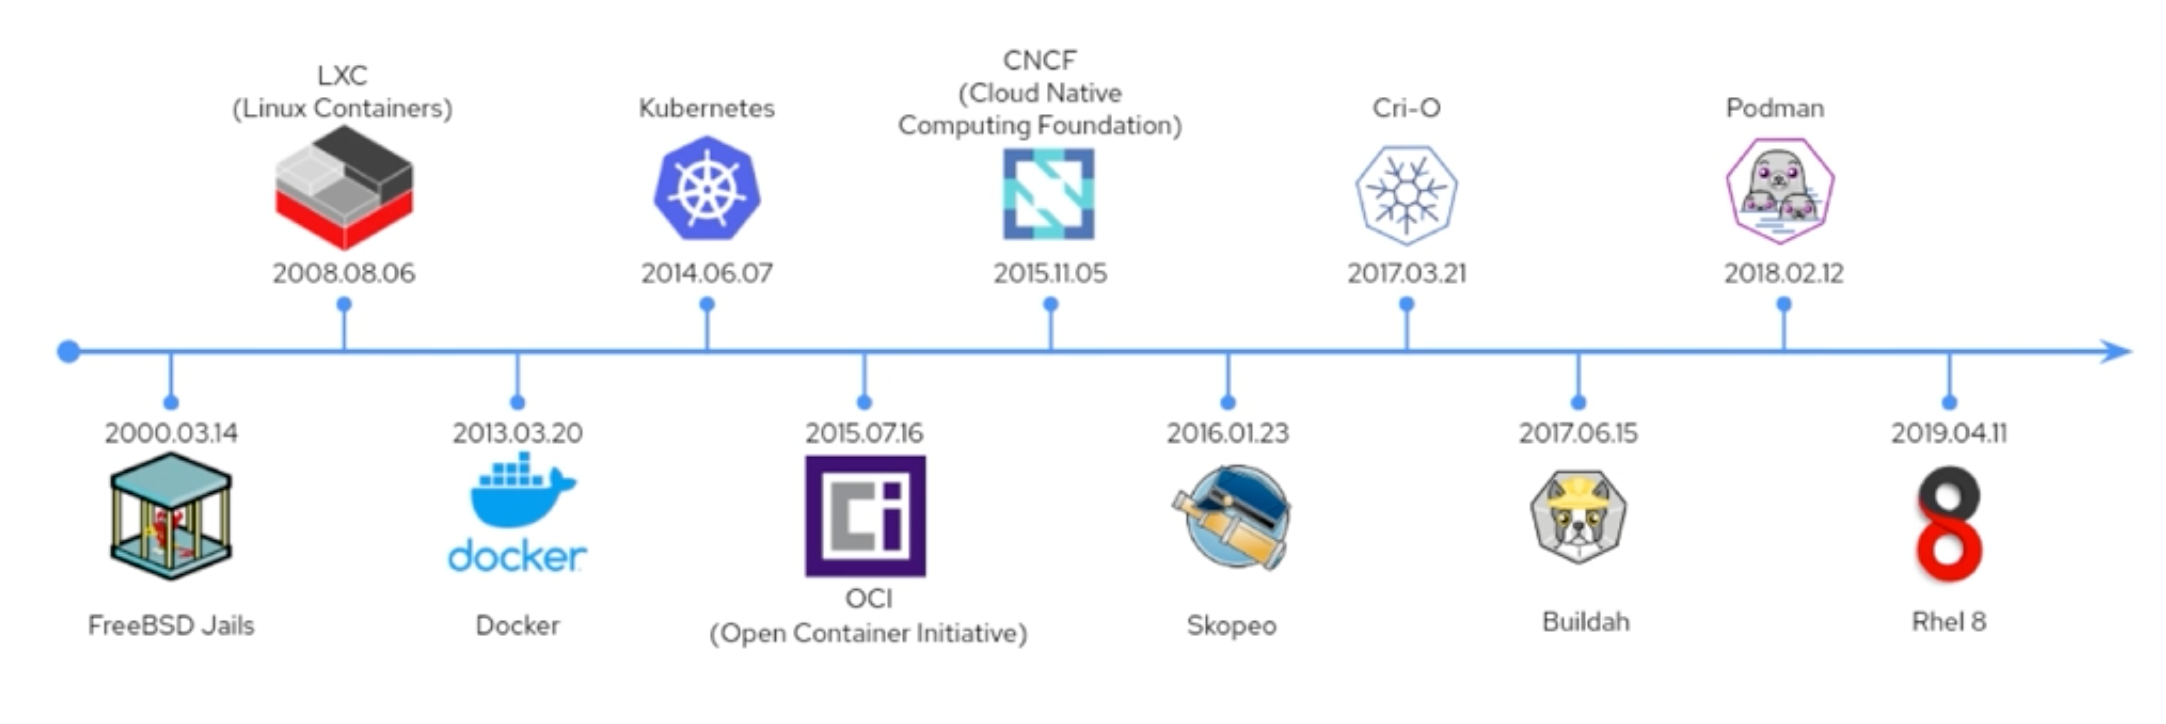 LXC
(Linux Containers)
2008.08.06
Kubernetes
2014.06.07
CNCF
(Cloud Native
Computing Foundation)
2015.11.05
Cri-O
2017.03.21
Podman
2018.02.12
2000.03.14
FreeBSD Jails
2013.03.20
docker
Docker
2015.07.16
Ci
OCI
(Open Container Initiative)
2016.01.23
Skopeo
2017.06.15
Buildah
2019.04.11
8
Rhel 8